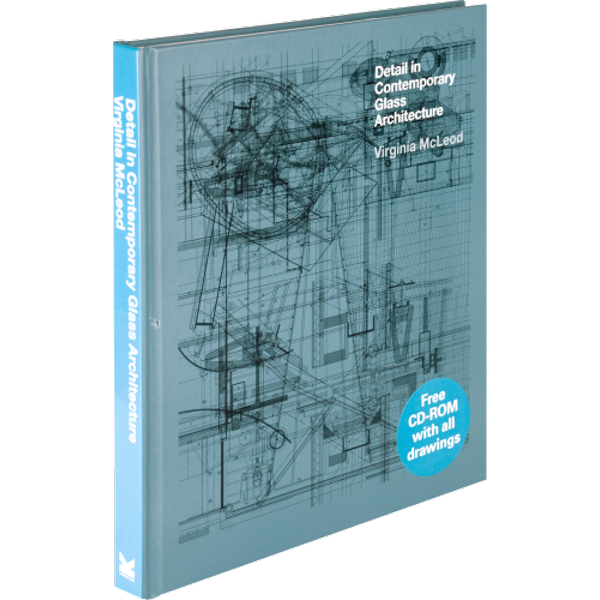 Detail in
Contemporary
Glass
Architecture
Virginia McLeod
Free
CD-ROM
with all
drawings
Detail in Contemporary Glass Architecture
Virginia McLeod